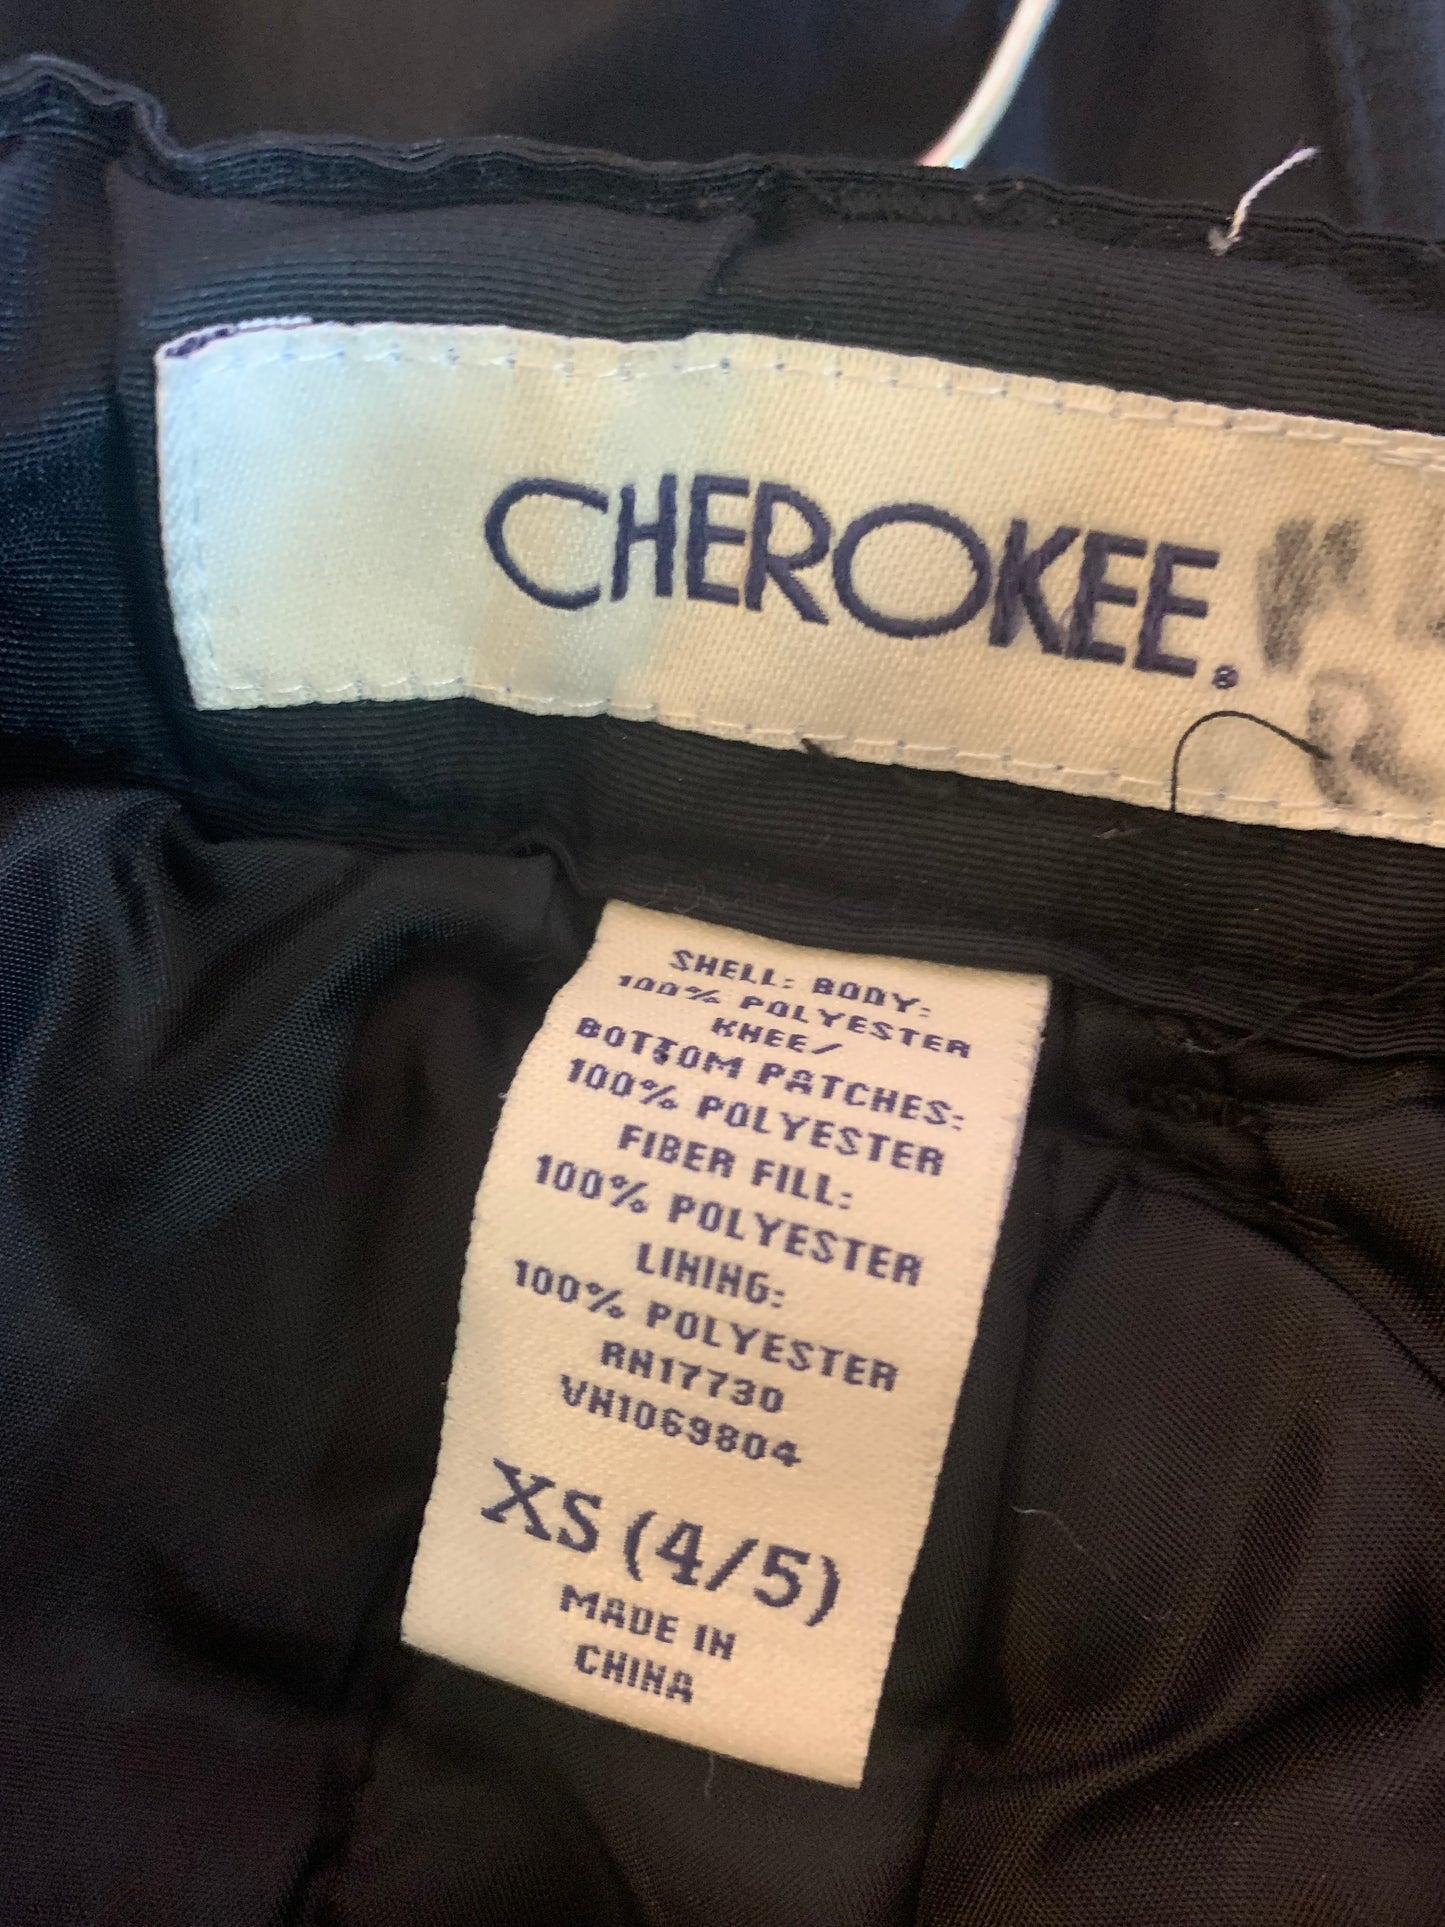 CHEROKEE®
SHELL: BODY:
100% POLYESTER
KNEE/
BOTTOM PATCHES:
100% POLYESTER
FIBER FILL:
100% POLYESTER
LINING:
100% POLYESTER
RN17730
VN1069804
XS (4/5)
MADE IN
CHINA